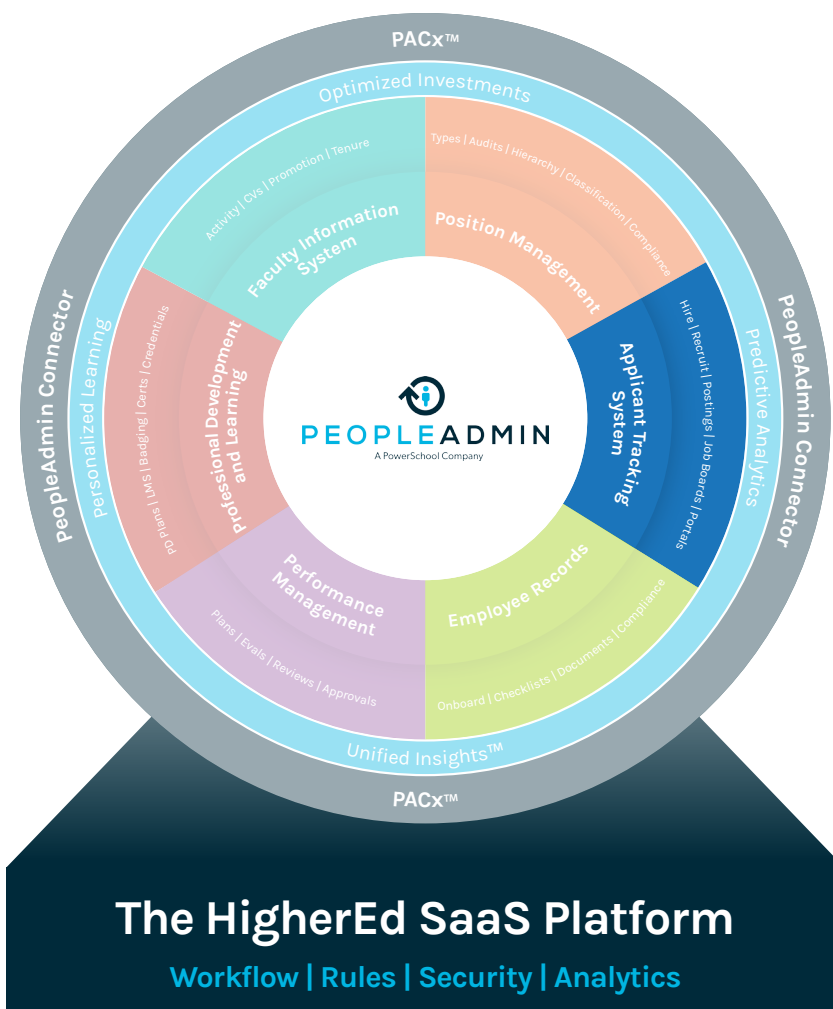 PACx™
Optimized Investments
Types | Audits | Hierarchy | Classification | Compliance
Position Management
Activity | CVs | Promotion | Tenure
Faculty Information
System
PeopleAdmin Connector
Personalized Learning
PD Plans | LMS | Badging | Certs | Credentials
Professional Development
and Learning
PEOPLEADMIN
A PowerSchool Company
Applicant Tracking
System
Hire | Recruit | Postings | Job Boards | Portals
Predictive Analytics
PeopleAdmin Connector
Performance
Management
Plans | Evals | Reviews | Approvals
Employee Records
Onboard | Checklists | Documents | Compliance
Unified Insights™
PACx™
The HigherEd SaaS Platform
Workflow | Rules | Security | Analytics